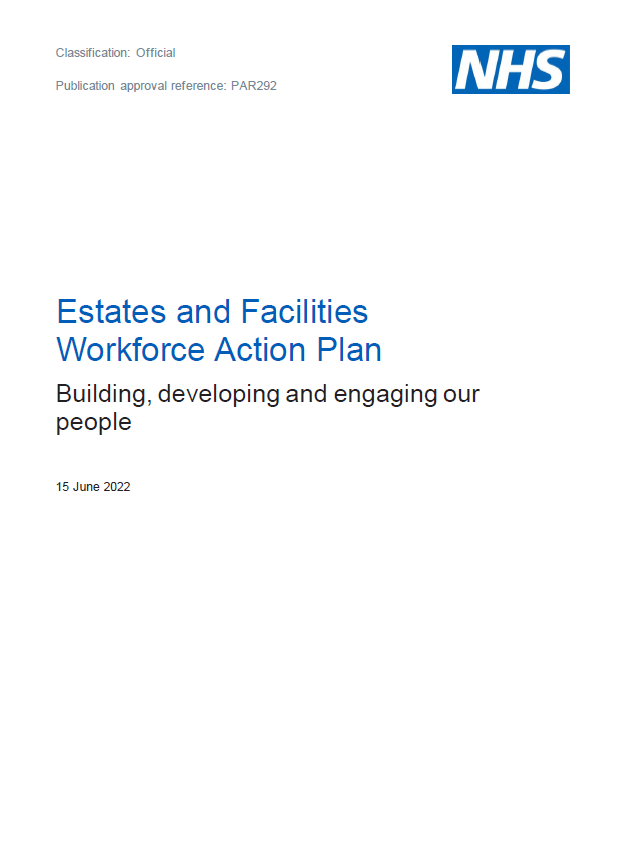 Classification: Official
NHS
Publication approval reference: PAR292
Estates and Facilities
Workforce Action Plan
Building, developing and engaging our
people
15 June 2022